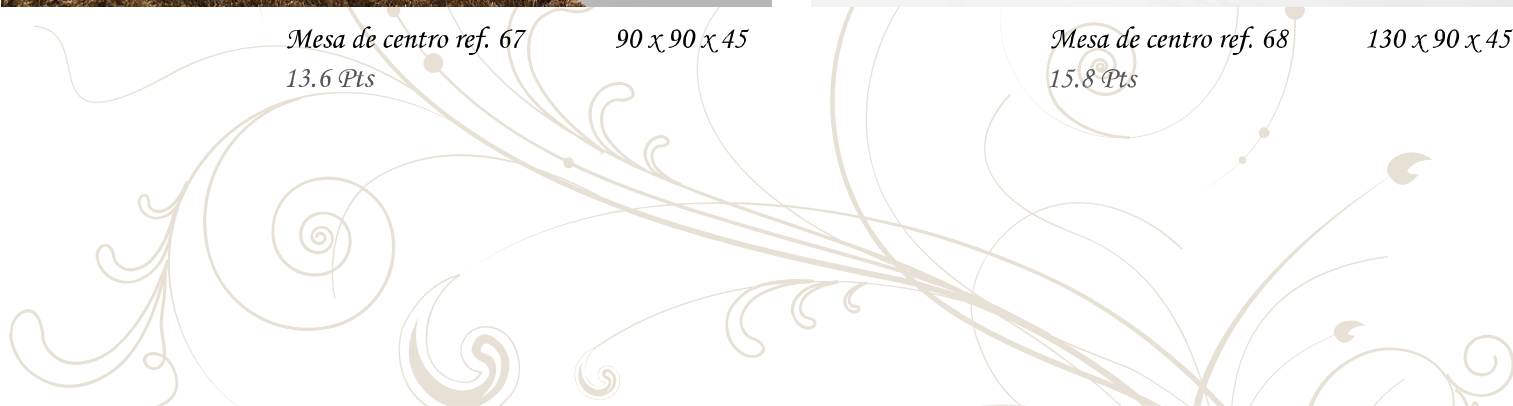 Mesa de centro ref. 67 90 x 90 x 45
13.6 Pts
Mesa de centro ref. 68 130 x 90 x 45
15.8 Pts